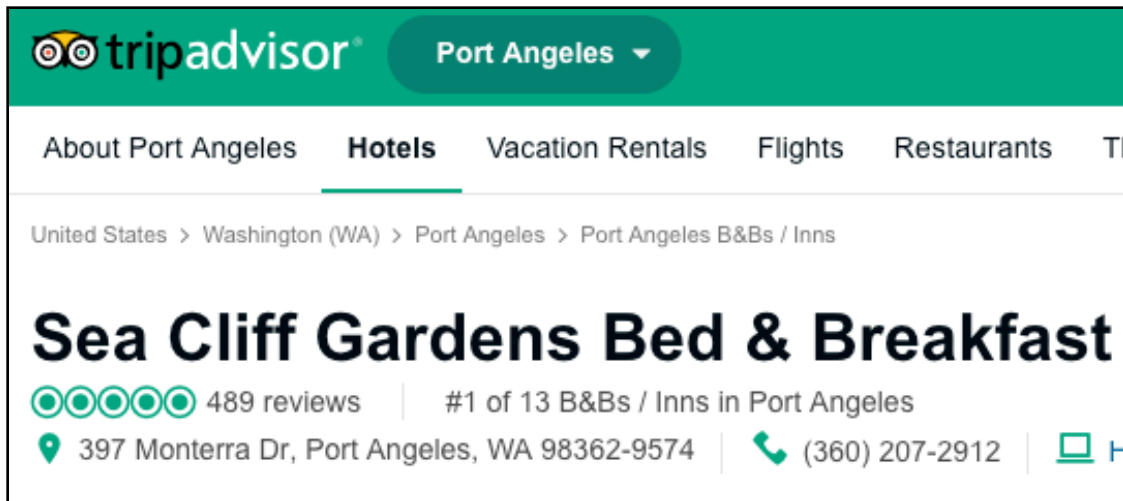 tripadvisor® Port Angeles
About Port Angeles Hotels Vacation Rentals Flights Restaurants
United States > Washington (WA) > Port Angeles > Port Angeles B&Bs / Inns
Sea Cliff Gardens Bed & Breakfast
489 reviews #1 of 13 B&Bs / Inns in Port Angeles
397 Monterra Dr, Port Angeles, WA 98362-9574 (360) 207-2912